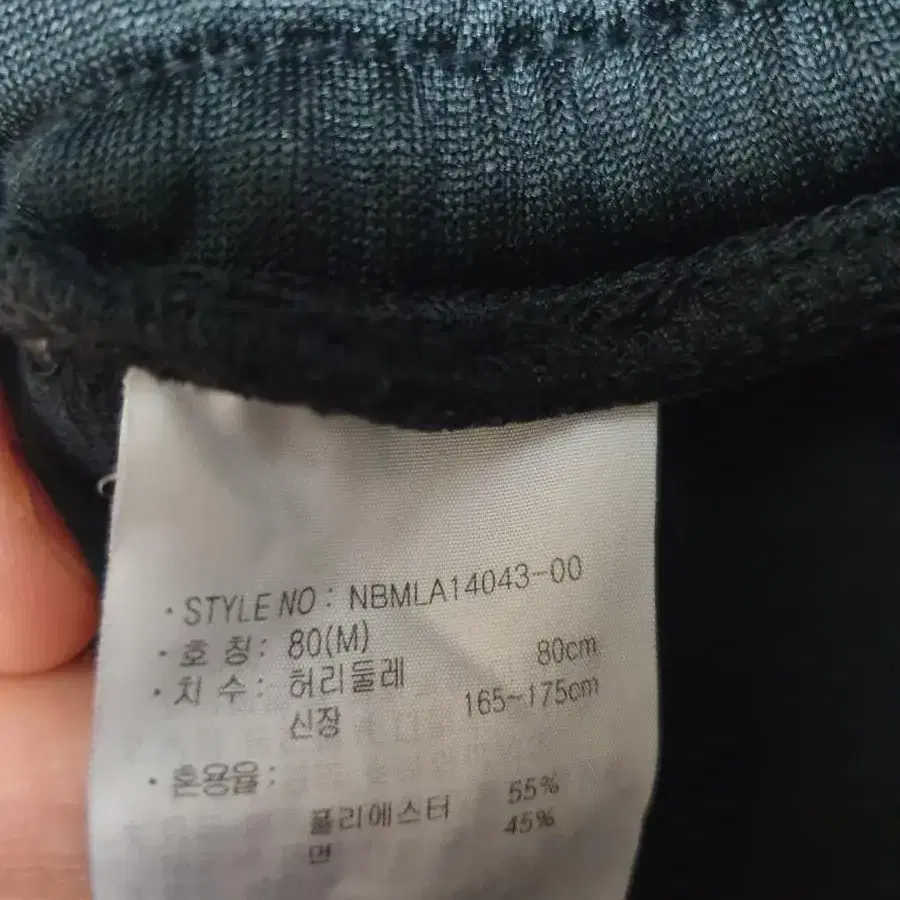 · STYLE NO : NBMLA14043-00
· 호 칭 : 80(M)
· 치 수 : 허리둘레 80cm
신장 165~175cm
· 혼용율 :
폴리에스터 55%
면 45%